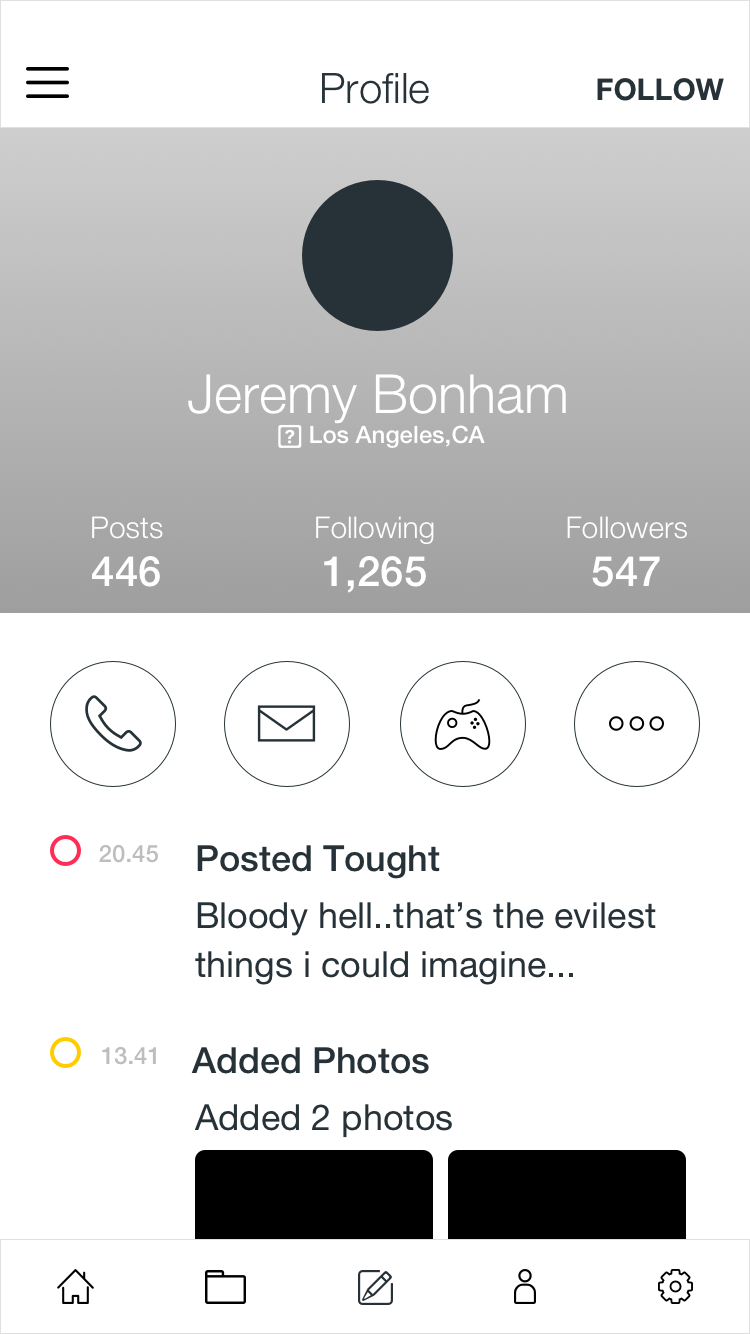 Profile
FOLLOW
Jeremy Bonham
Los Angeles,CA
Posts
Following
Followers
446
1,265
547
20.45
Posted Tought
Bloody hell..that’s the evilest
things i could imagine...
13.41
Added Photos
Added 2 photos